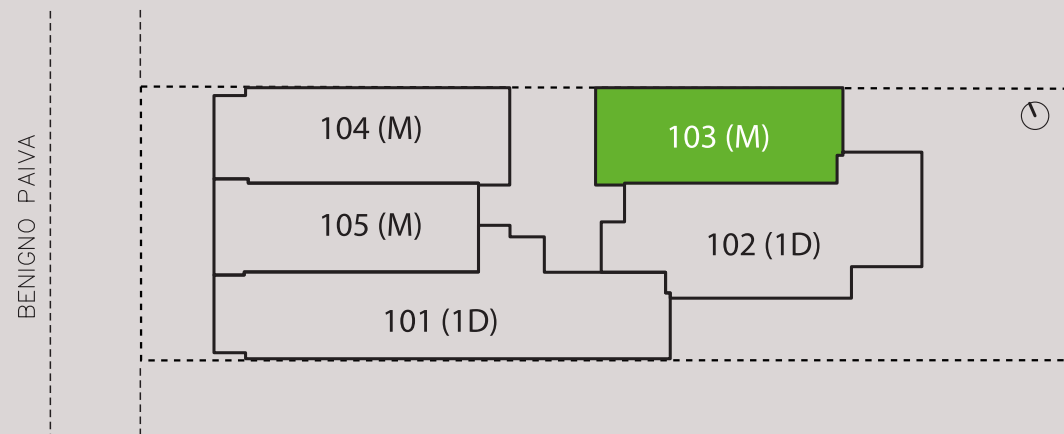 BENIGNO PAIVA
104 (M)
103 (M)
105 (M)
102 (1D)
101 (1D)